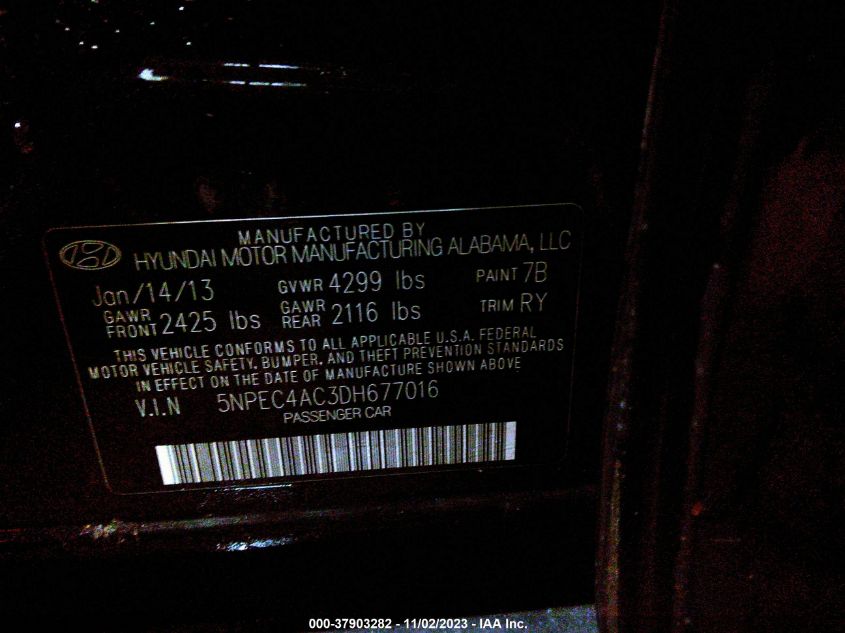 MANUFACTURED BY
HYUNDAI MOTOR MANUFACTURING ALABAMA, LLC
Jan/14/13 GVWR 4299 lbs PAINT 7B
GAWR FRONT 2425 lbs GAWR REAR 2116 lbs TRIM RY
THIS VEHICLE CONFORMS TO ALL APPLICABLE U.S.A. FEDERAL
MOTOR VEHICLE SAFETY, BUMPER, AND THEFT PREVENTION STANDARDS
IN EFFECT ON THE DATE OF MANUFACTURE SHOWN ABOVE
V.I.N 5NPEC4AC3DH677016
PASSENGER CAR
000-37903282 - 11/02/2023 - IAA Inc.